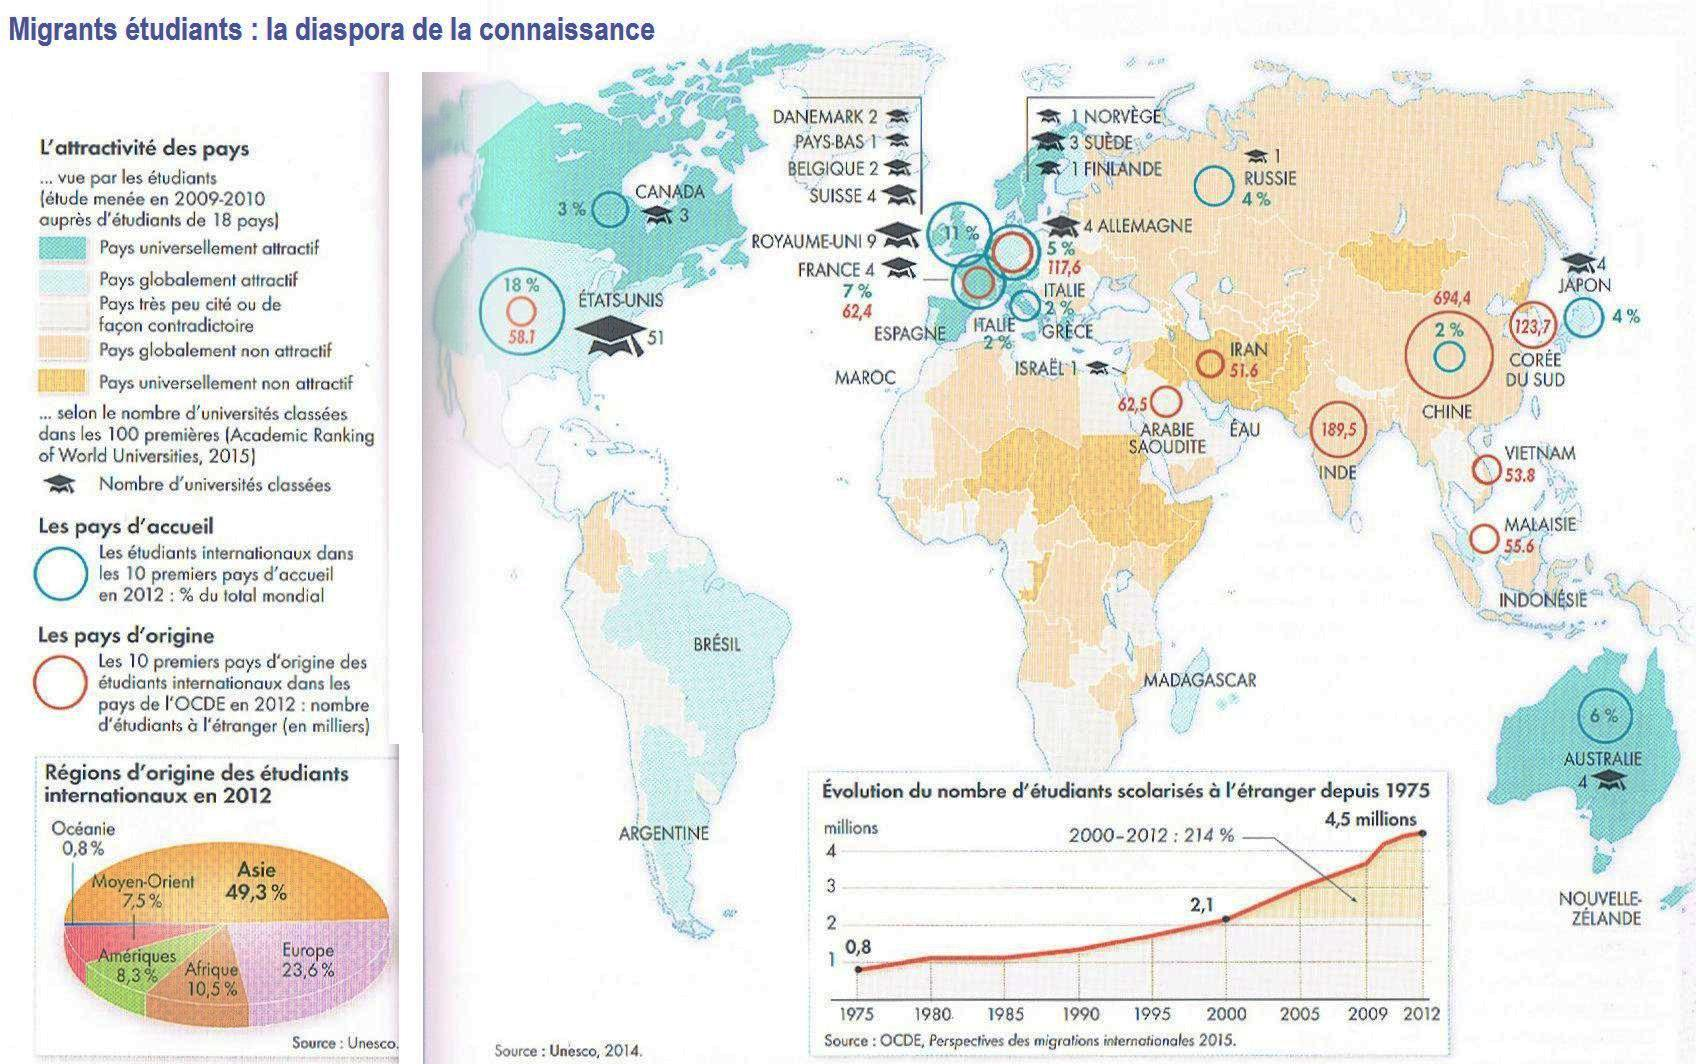 Migrants étudiants : la diaspora de la connaissance
L'attractivité des pays
... vue par les étudiants
(étude menée en 2009-2010
auprès d'étudiants de 18 pays)
Pays universellement attractif
Pays globalement attractif
Pays très peu cité ou de
façon contradictoire
Pays globalement non attractif
Pays universellement non attractif
... selon le nombre d'universités classées
dans les 100 premières (Academic Ranking
of World Universities, 2015)
Nombre d'universités classées
Les pays d'accueil
Les étudiants internationaux dans
les 10 premiers pays d'accueil
en 2012 : % du total mondial
Les pays d'origine
Les 10 premiers pays d'origine des
étudiants internationaux dans les
pays de l'OCDE en 2012 : nombre
d'étudiants à l'étranger (en milliers)
Régions d'origine des étudiants
internationaux en 2012
Océanie
0,8 %
Moyen-Orient
7,5 %
Asie
49,3 %
Amériques
8,3 %
Afrique
10,5 %
Europe
23,6 %
Source : Unesco.
CANADA
3 %
3
18 %
58.1
ÉTATS-UNIS
51
DANEMARK 2
PAYS-BAS 1
BELGIQUE 2
SUISSE 4
ROYAUME-UNI 9
11 %
FRANCE 4
7 %
62,4
1 NORVÈGE
3 SUÈDE
1 FINLANDE
4 ALLEMAGNE
5 %
117,6
ITALIE
2 %
ESPAGNE
ITALIE
2 %
GRÈCE
1
RUSSIE
4 %
MAROC
ISRAËL 1
IRAN
51.6
62,5
ARABIE
SAOUDITE
ÉAU
189,5
INDE
694,4
2 %
CHINE
4
JAPON
4 %
123,7
CORÉE
DU SUD
VIETNAM
53.8
MALAISIE
55.6
INDONÉSIE
BRÉSIL
ARGENTINE
MADAGASCAR
6 %
AUSTRALIE
4
NOUVELLE-
ZÉLANDE
Évolution du nombre d'étudiants scolarisés à l'étranger depuis 1975
millions
4,5 millions
2000-2012 : 214 %
4
3
2
1
0,8
2,1
1975 1980 1985 1990 1995 2000 2005 2009 2012
Source : OCDE, Perspectives des migrations internationales 2015.
Source : Unesco, 2014.